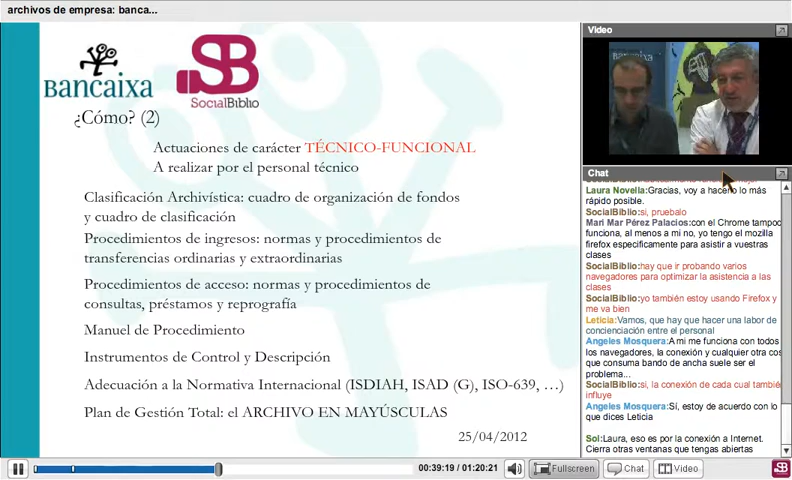 archivos de empresa: banca...
BANCAIXA
SB
SocialBiblio
¿Cómo? (2)
Actuaciones de carácter TÉCNICO-FUNCIONAL
A realizar por el personal técnico
Clasificación Archivística: cuadro de organización de fondos
y cuadro de clasificación
Procedimientos de ingresos: normas y procedimientos de
transferencias ordinarias y extraordinarias
Procedimientos de acceso: normas y procedimientos de
consultas, préstamos y reprografía
Manuel de Procedimiento
Instrumentos de Control y Descripción
Adecuación a la Normativa Internacional (ISDIAH, ISAD (G), ISO-639, …)
Plan de Gestión Total: el ARCHIVO EN MAYÚSCULAS
25/04/2012
Video
Chat
Laura Novella:Gracias, voy a hacerlo lo más
rápido posible.
SocialBiblio:si, pruebalo
Mari Mar Pérez Palacios:con el Chrome tampoc
funciona, al menos a mi no, yo tengo el mozilla
firefox especificamente para asistir a vuestras
clases
SocialBiblio:hay que ir probando varios
navegadores para optimizar la asistencia a las
clases
SocialBiblio:yo también estoy usando Firefox y
me va bien
Leticia:Vamos, que hay que hacer una labor de
concienciación entre el personal
Angeles Mosquera:A mi me funciona con todos
los navegadores, la conexión y cualquier otra cos
que consuma bando de ancha suele ser el
problema...
SocialBiblio:si, la conexión de cada cual tambié
influye
Angeles Mosquera:Sí, estoy de acuerdo con lo
que dices Leticia
Sol:Laura, eso es por la conexión a Internet.
Cierra otras ventanas que tengas abiertas
00:39:19 / 01:20:21
Fullscreen
Chat
Video
SB